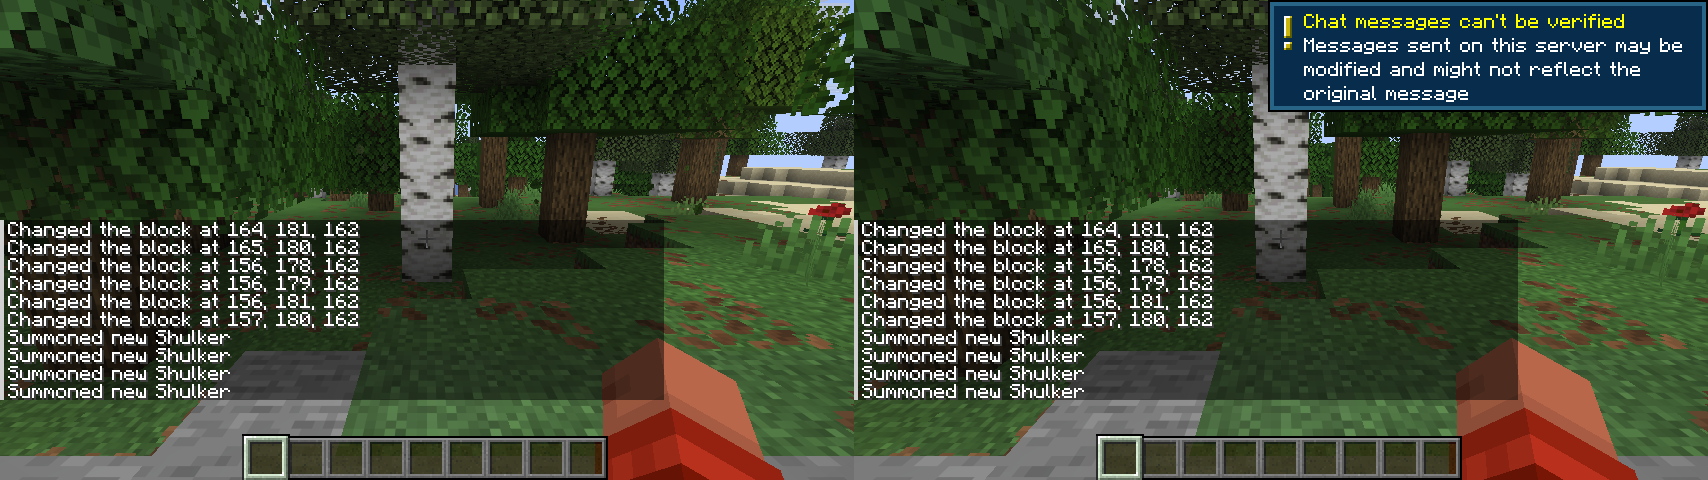 Changed the block at 164, 181, 162
Changed the block at 165, 180, 162
Changed the block at 156, 178, 162
Changed the block at 156, 179, 162
Changed the block at 156, 181, 162
Changed the block at 157, 180, 162
Summoned new Shulker
Summoned new Shulker
Summoned new Shulker
Summoned new Shulker
Chat messages can't be verified
Messages sent on this server may be
modified and might not reflect the
original message
Changed the block at 164, 181, 162
Changed the block at 165, 180, 162
Changed the block at 156, 178, 162
Changed the block at 156, 179, 162
Changed the block at 156, 181, 162
Changed the block at 157, 180, 162
Summoned new Shulker
Summoned new Shulker
Summoned new Shulker
Summoned new Shulker